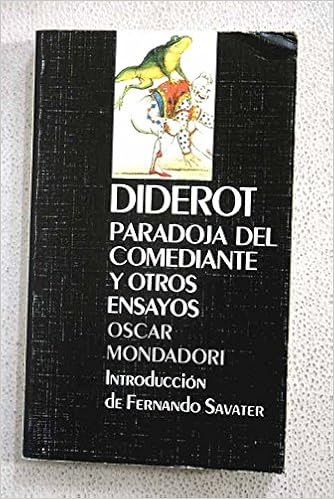 DIDEROT
PARADOJA DEL
COMEDIANTE
Y OTROS
ENSAYOS
OSCAR
MONDADORI
INTRODUCCIÓN
DE FERNANDO SAVATER